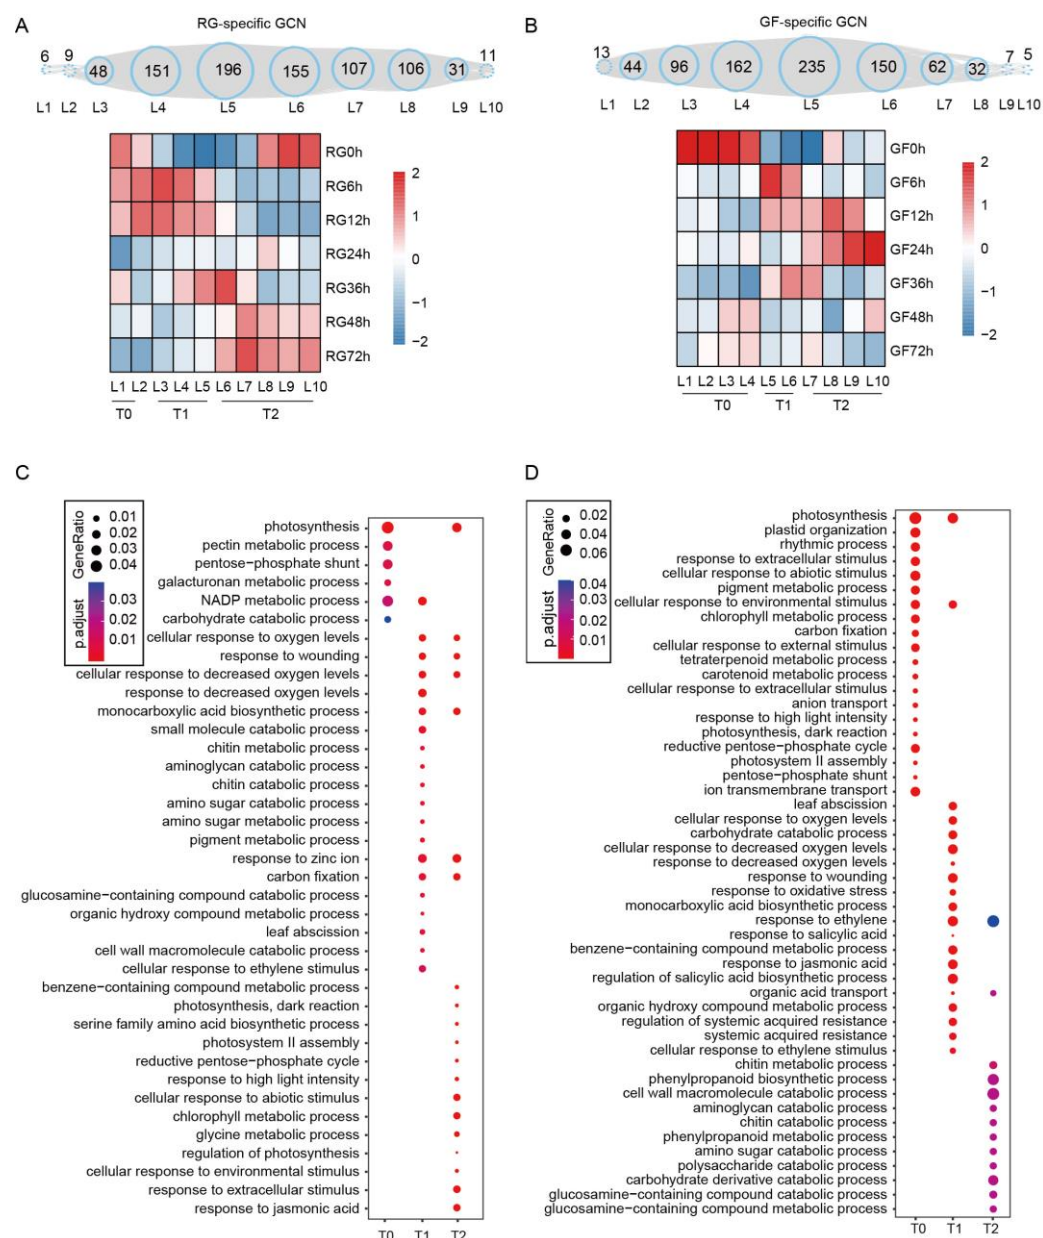 A
RG-specific GCN
6 9 48 151 196 155 107 106 31 11
L1 L2 L3 L4 L5 L6 L7 L8 L9 L10
RG0h
RG6h
RG12h
RG24h
RG36h
RG48h
RG72h
2
1
0
−1
−2
L1 L2 L3 L4 L5 L6 L7 L8 L9 L10
T0 T1 T2
B
GF-specific GCN
13 44 96 162 235 150 62 32 7 5
L1 L2 L3 L4 L5 L6 L7 L8 L9 L10
GF0h
GF6h
GF12h
GF24h
GF36h
GF48h
GF72h
2
1
0
−1
−2
L1 L2 L3 L4 L5 L6 L7 L8 L9 L10
T0 T1 T2
C
GeneRatio
0.01
0.02
0.03
0.04
p.adjust
0.03
0.02
0.01
photosynthesis
pectin metabolic process
pentose−phosphate shunt
galacturonan metabolic process
NADP metabolic process
carbohydrate catabolic process
cellular response to oxygen levels
response to wounding
cellular response to decreased oxygen levels
response to decreased oxygen levels
monocarboxylic acid biosynthetic process
small molecule catabolic process
chitin metabolic process
aminoglycan catabolic process
chitin catabolic process
amino sugar catabolic process
amino sugar metabolic process
pigment metabolic process
response to zinc ion
carbon fixation
glucosamine−containing compound catabolic process
organic hydroxy compound metabolic process
leaf abscission
cell wall macromolecule catabolic process
cellular response to ethylene stimulus
benzene−containing compound metabolic process
photosynthesis, dark reaction
serine family amino acid biosynthetic process
photosystem II assembly
reductive pentose−phosphate cycle
response to high light intensity
cellular response to abiotic stimulus
chlorophyll metabolic process
glycine metabolic process
regulation of photosynthesis
cellular response to environmental stimulus
response to extracellular stimulus
response to jasmonic acid
T0 T1 T2
D
GeneRatio
0.02
0.04
0.06
p.adjust
0.04
0.03
0.02
0.01
photosynthesis
plastid organization
rhythmic process
response to extracellular stimulus
cellular response to abiotic stimulus
pigment metabolic process
cellular response to environmental stimulus
chlorophyll metabolic process
carbon fixation
cellular response to external stimulus
tetraterpenoid metabolic process
carotenoid metabolic process
cellular response to extracellular stimulus
anion transport
response to high light intensity
photosynthesis, dark reaction
reductive pentose−phosphate cycle
photosystem II assembly
pentose−phosphate shunt
ion transmembrane transport
leaf abscission
cellular response to oxygen levels
carbohydrate catabolic process
cellular response to decreased oxygen levels
response to decreased oxygen levels
response to wounding
response to oxidative stress
monocarboxylic acid biosynthetic process
response to ethylene
response to salicylic acid
benzene−containing compound metabolic process
response to jasmonic acid
regulation of salicylic acid biosynthetic process
organic acid transport
organic hydroxy compound metabolic process
regulation of systemic acquired resistance
systemic acquired resistance
cellular response to ethylene stimulus
chitin metabolic process
phenylpropanoid biosynthetic process
cell wall macromolecule catabolic process
aminoglycan catabolic process
chitin catabolic process
phenylpropanoid metabolic process
amino sugar catabolic process
polysaccharide catabolic process
carbohydrate derivative catabolic process
glucosamine−containing compound catabolic process
glucosamine−containing compound metabolic process
T0 T1 T2